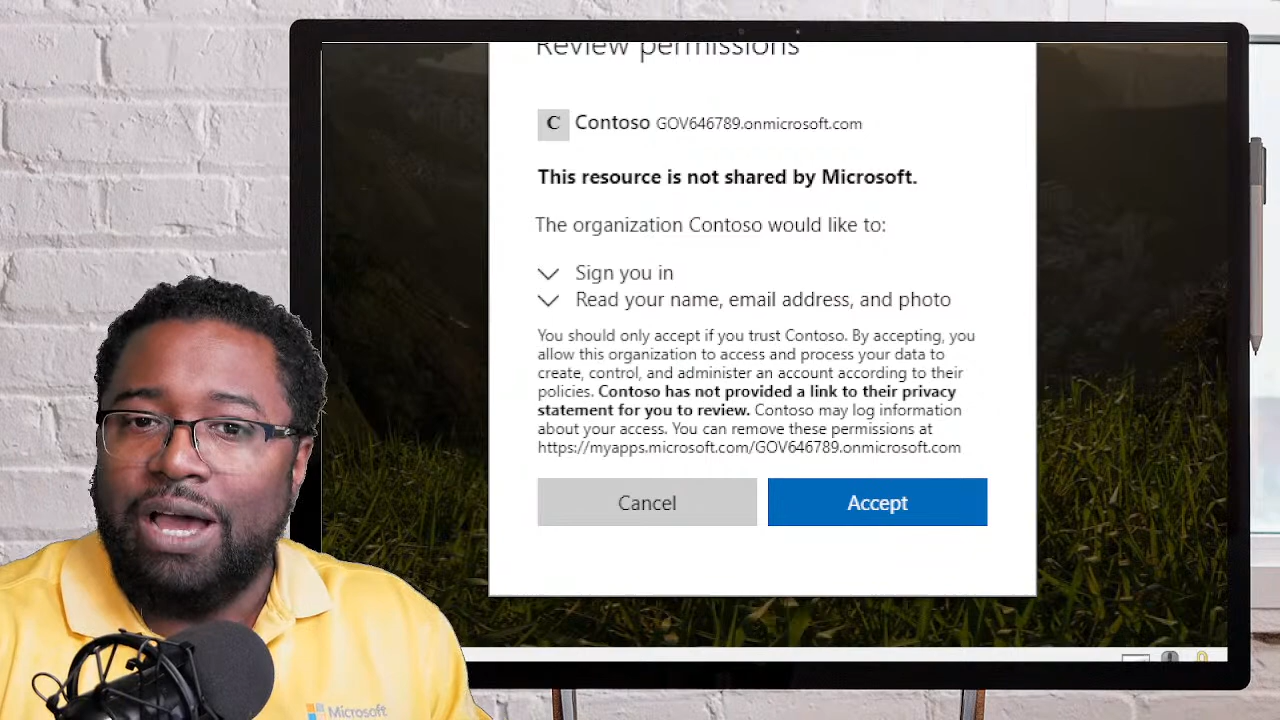 Review permissions
C Contoso GOV646789.onmicrosoft.com
This resource is not shared by Microsoft.
The organization Contoso would like to:
Sign you in
Read your name, email address, and photo
You should only accept if you trust Contoso. By accepting, you
allow this organization to access and process your data to
create, control, and administer an account according to their
policies. Contoso has not provided a link to their privacy
statement for you to review. Contoso may log information
about your access. You can remove these permissions at
https://myapps.microsoft.com/GOV646789.onmicrosoft.com
Cancel Accept
Microsoft